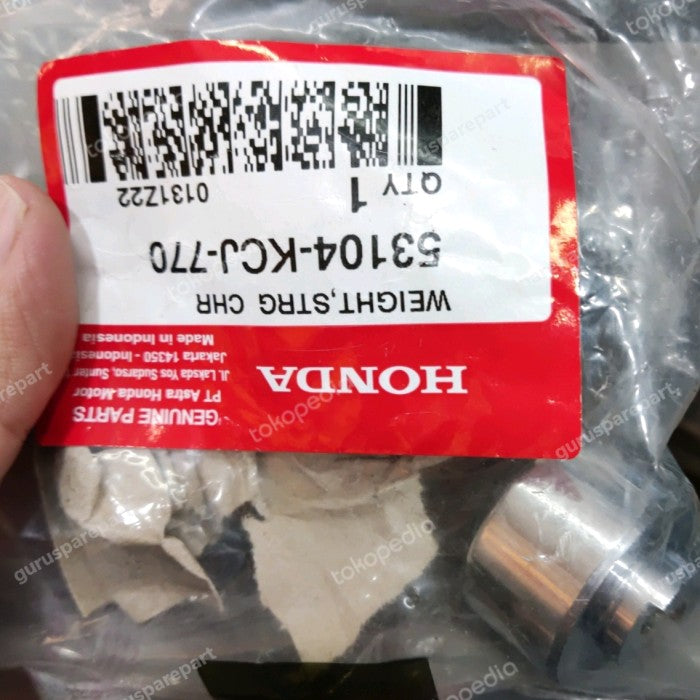 HONDA
GENUINE PARTS
PT Astra Honda Motor
Jl. Laksda Yos Sudarso, Sunter
Jakarta 14350 - Indonesia
Made in Indonesia
WEIGHT,STRG CHR
53104-KCJ-770
QTY 1
0131Z22
tokopedia
gurusparepart